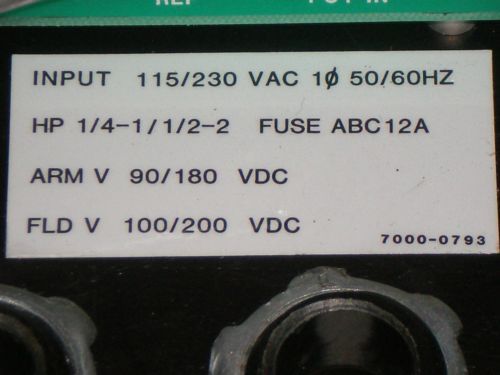 INPUT 115/230 VAC 1Ø 50/60HZ
HP 1/4-1/1/2-2 FUSE ABC12A
ARM V 90/180 VDC
FLD V 100/200 VDC
7000-0793